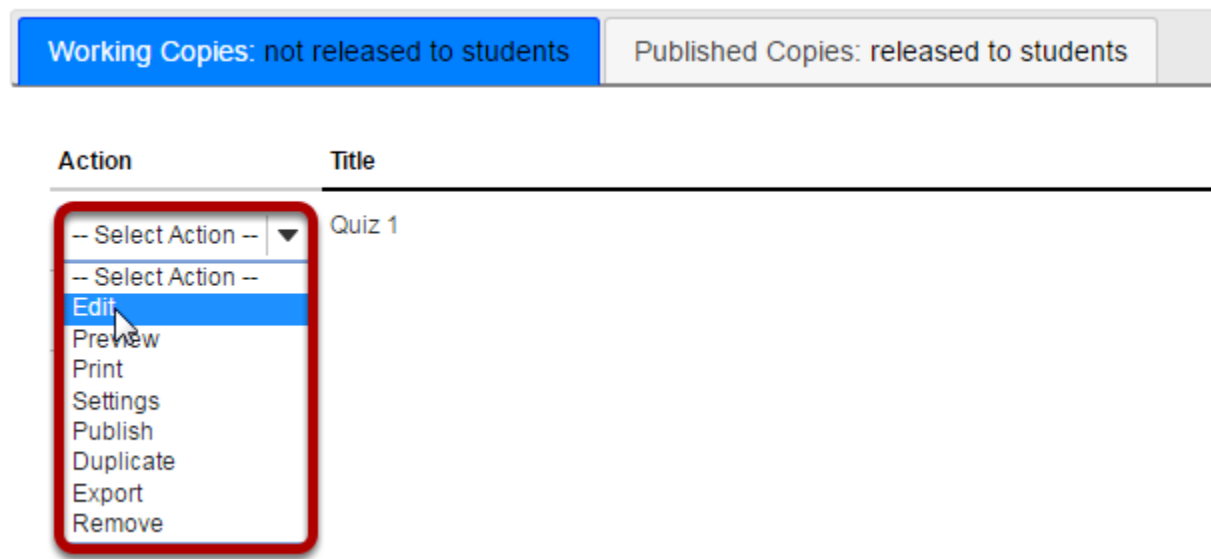 Working Copies: not released to students Published Copies: released to students
Action Title
-- Select Action -- Quiz 1
-- Select Action --
Edit
Preview
Print
Settings
Publish
Duplicate
Export
Remove